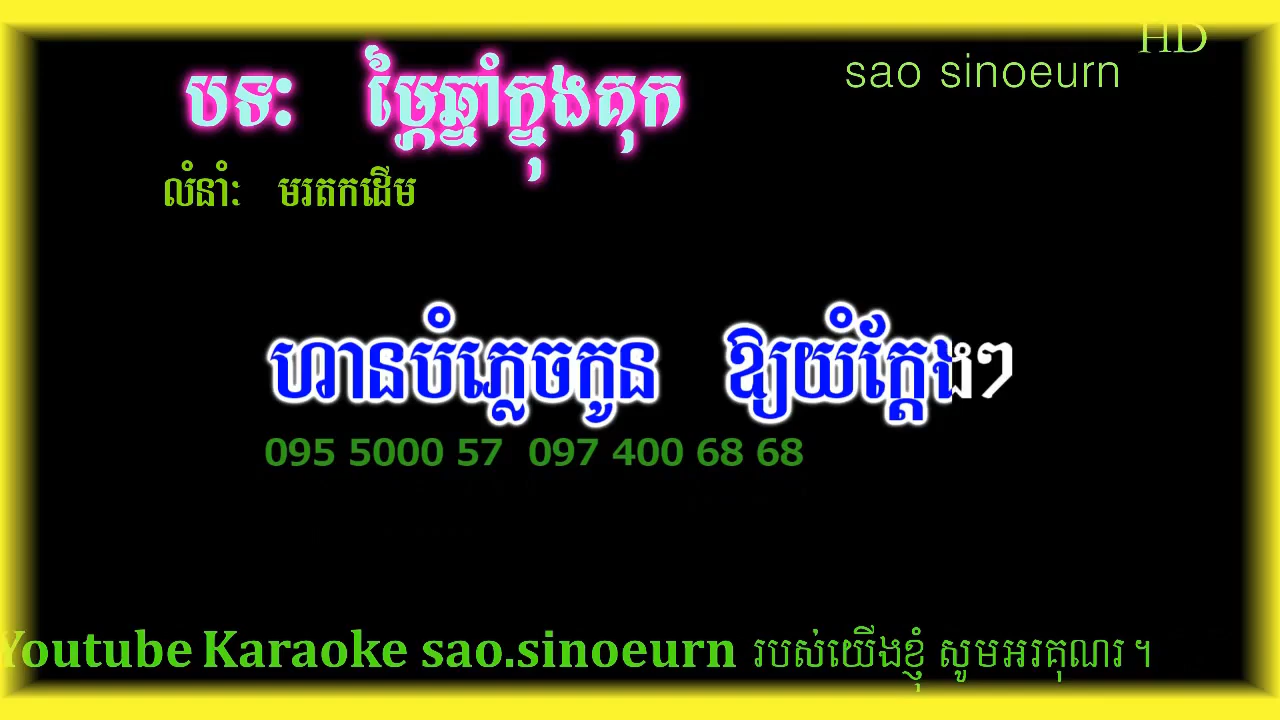 HD
sao sinoeurn
បទៈ ម្ភៃឆ្នាំក្នុងគុក
លំនាំៈ មរតកដើម
ហានបំភ្លេចកូន ឱ្យយំក្ដែងៗ
095 5000 57 097 400 68 68
Youtube Karaoke sao.sinoeurn របស់យើងខ្ញុំ សូមអរគុណរ។